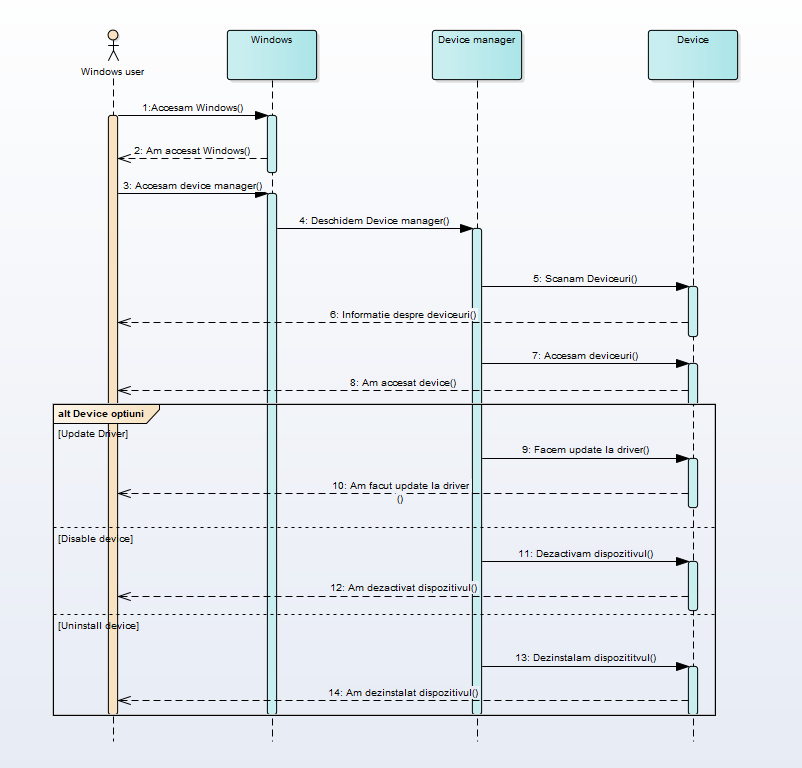 Windows
Device manager
Device
Windows user
1:Accesam Windows()
2: Am accesat Windows()
3: Accesam device manager()
4: Deschidem Device manager()
5: Scanam Deviceuri()
6: Informatie despre deviceuri()
7: Accesam deviceuri()
8: Am accesat device()
alt Device optiuni
[Update Driver]
9: Facem update la driver()
10: Am facut update la driver
()
[Disable device]
11: Dezactivam dispozitivul()
12: Am dezactivat dispozitivul()
[Uninstall device]
13: Dezinstalam dispozititvul()
14: Am dezinstalat dispozitivul()